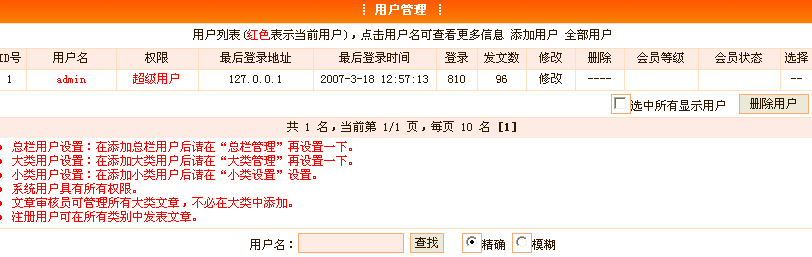 ⁝ 用户管理 ⁝
用户列表(红色表示当前用户)，点击用户名可查看更多信息 添加用户 全部用户
ID号 用户名 权限 最后登录地址 最后登录时间 登录 发文数 修改 删除 会员等级 会员状态 选择
1 admin 超级用户 127.0.0.1 2007-3-18 12:57:13 810 96 修改 ---- --
选中所有显示用户 删除用户
共 1 名，当前第 1/1 页，每页 10 名 [1]
● 总栏用户设置：在添加总栏用户后请在“总栏管理”再设置一下。
● 大类用户设置：在添加大类用户后请在“大类管理”再设置一下。
● 小类用户设置：在添加小类用户后请在“小类设置”设置。
● 系统用户具有所有权限。
● 文章审核员可管理所有大类文章，不必在大类中添加。
● 注册用户可在所有类别中发表文章。
用户名： 查找 精确 模糊